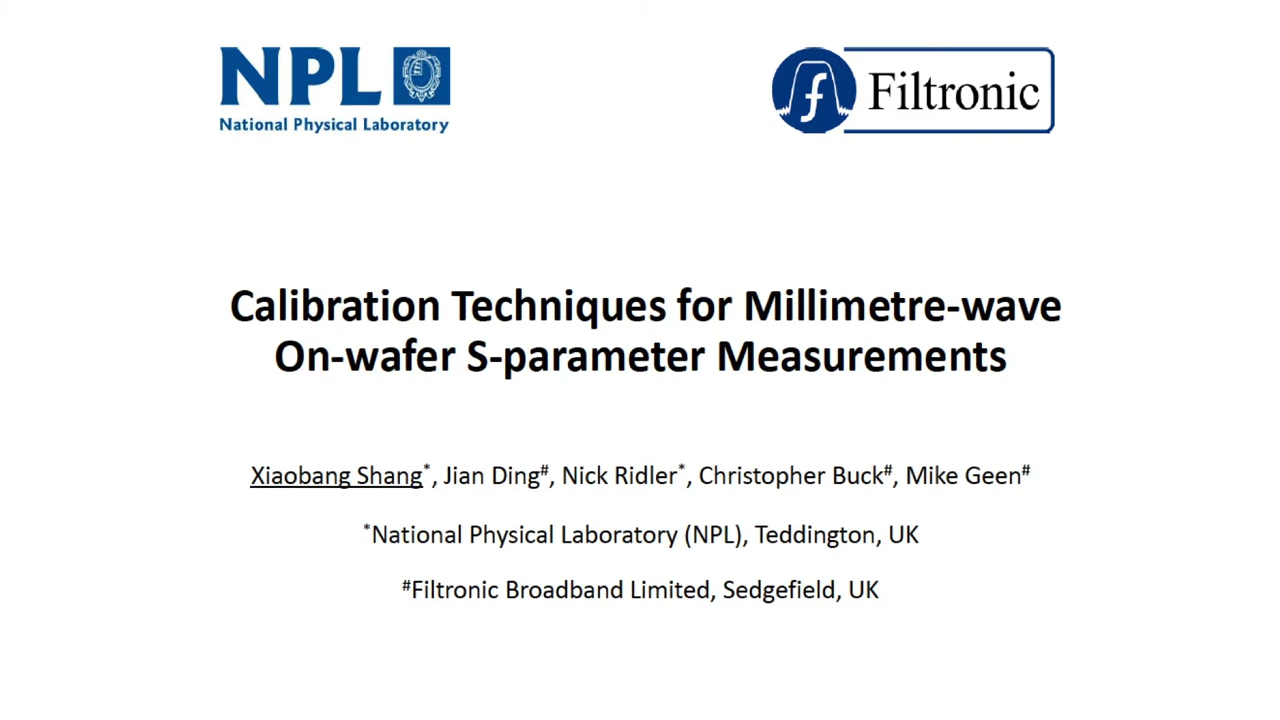 NPL
National Physical Laboratory
f Filtronic
Calibration Techniques for Millimetre-wave
On-wafer S-parameter Measurements
Xiaobang Shang*, Jian Ding#, Nick Ridler*, Christopher Buck#, Mike Geen#
*National Physical Laboratory (NPL), Teddington, UK
#Filtronic Broadband Limited, Sedgefield, UK